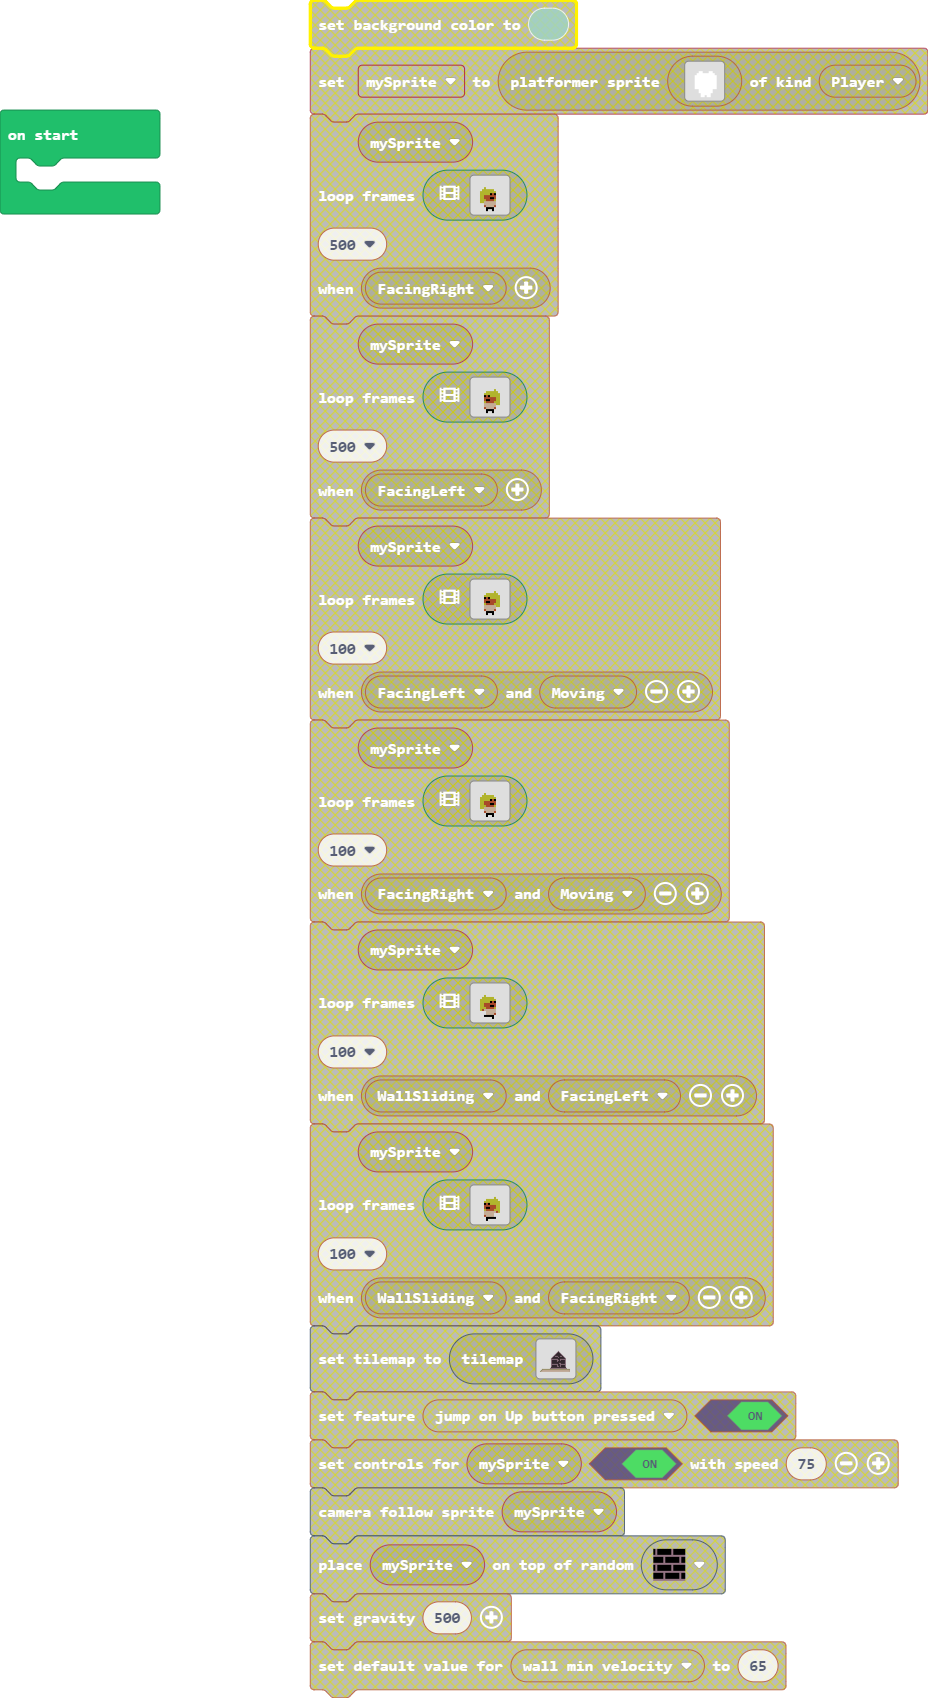 set background color to
on start
set mySprite to platformer sprite of kind Player
mySprite
loop frames
500
when FacingRight
mySprite
loop frames
500
when FacingLeft
mySprite
loop frames
100
when FacingLeft and Moving
mySprite
loop frames
100
when FacingRight and Moving
mySprite
loop frames
100
when WallSliding and FacingLeft
mySprite
loop frames
100
when WallSliding and FacingRight
set tilemap to tilemap
set feature jump on Up button pressed ON
set controls for mySprite ON with speed 75
camera follow sprite mySprite
place mySprite on top of random
set gravity 500
set default value for wall min velocity to 65